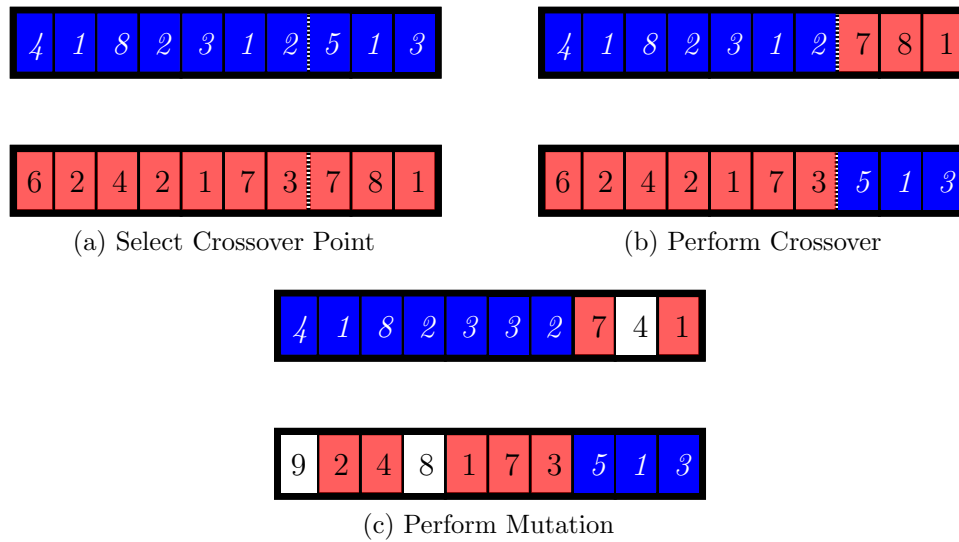 4 1 8 2 3 1 2 5 1 3
6 2 4 2 1 7 3 7 8 1
(a) Select Crossover Point
4 1 8 2 3 1 2 7 8 1
6 2 4 2 1 7 3 5 1 3
(b) Perform Crossover
4 1 8 2 3 3 2 7 4 1
9 2 4 8 1 7 3 5 1 3
(c) Perform Mutation